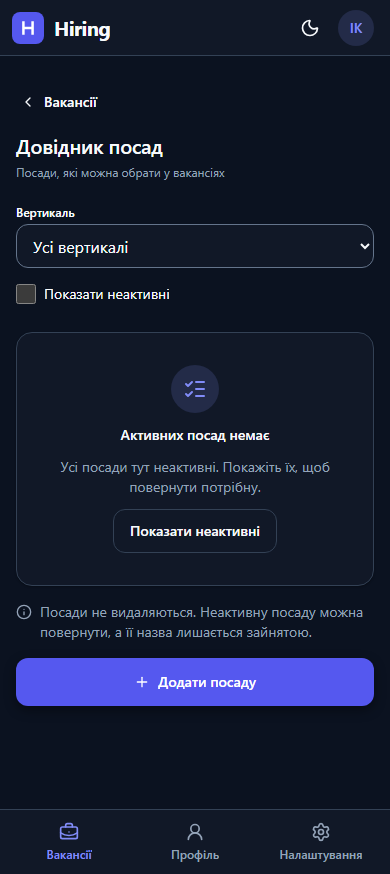 H Hiring
ІК
Вакансії
Довідник посад
Посади, які можна обрати у вакансіях
Вертикаль
Усі вертикалі
Показати неактивні
Активних посад немає
Усі посади тут неактивні. Покажіть їх, щоб
повернути потрібну.
Показати неактивні
Посади не видаляються. Неактивну посаду можна
повернути, а її назва лишається зайнятою.
+ Додати посаду
Вакансії
Профіль
Налаштування